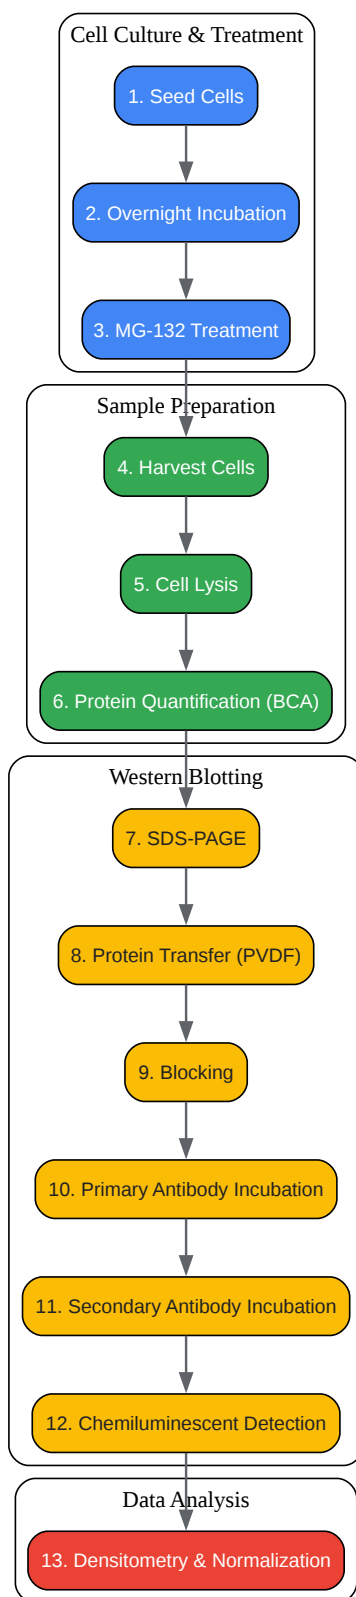 Cell Culture & Treatment
1. Seed Cells
2. Overnight Incubation
3. MG-132 Treatment
Sample Preparation
4. Harvest Cells
5. Cell Lysis
6. Protein Quantification (BCA)
Western Blotting
7. SDS-PAGE
8. Protein Transfer (PVDF)
9. Blocking
10. Primary Antibody Incubation
11. Secondary Antibody Incubation
12. Chemiluminescent Detection
Data Analysis
13. Densitometry & Normalization